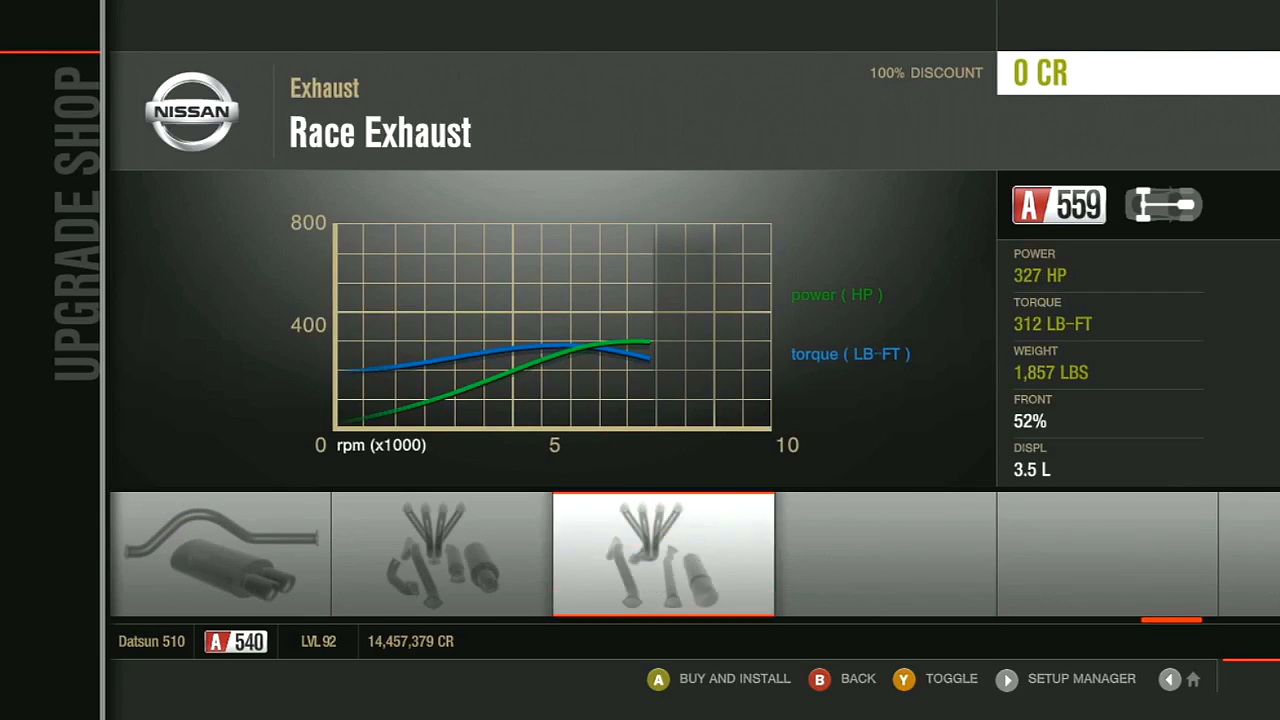 UPGRADE SHOP
NISSAN
Exhaust
Race Exhaust
100% DISCOUNT
0 CR
800
400
0
rpm (x1000)
5
10
power ( HP )
torque ( LB-FT )
A 559
POWER
327 HP
TORQUE
312 LB-FT
WEIGHT
1,857 LBS
FRONT
52%
DISPL
3.5 L
Datsun 510
A 540
LVL 92
14,457,379 CR
A BUY AND INSTALL
B BACK
Y TOGGLE
SETUP MANAGER